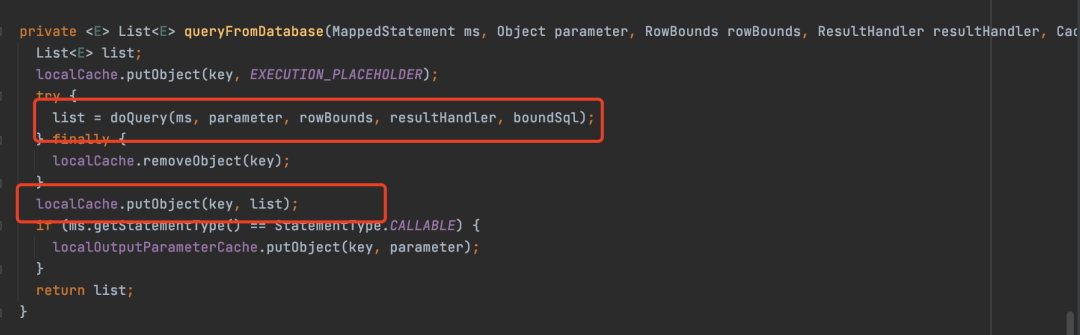 private <E> List<E> queryFromDatabase(MappedStatement ms, Object parameter, RowBounds rowBounds, ResultHandler resultHandler, Cac
List<E> list;
localCache.putObject(key, EXECUTION_PLACEHOLDER);
try {
list = doQuery(ms, parameter, rowBounds, resultHandler, boundSql);
} finally {
localCache.removeObject(key);
}
localCache.putObject(key, list);
if (ms.getStatementType() == StatementType.CALLABLE) {
localOutputParameterCache.putObject(key, parameter);
}
return list;
}